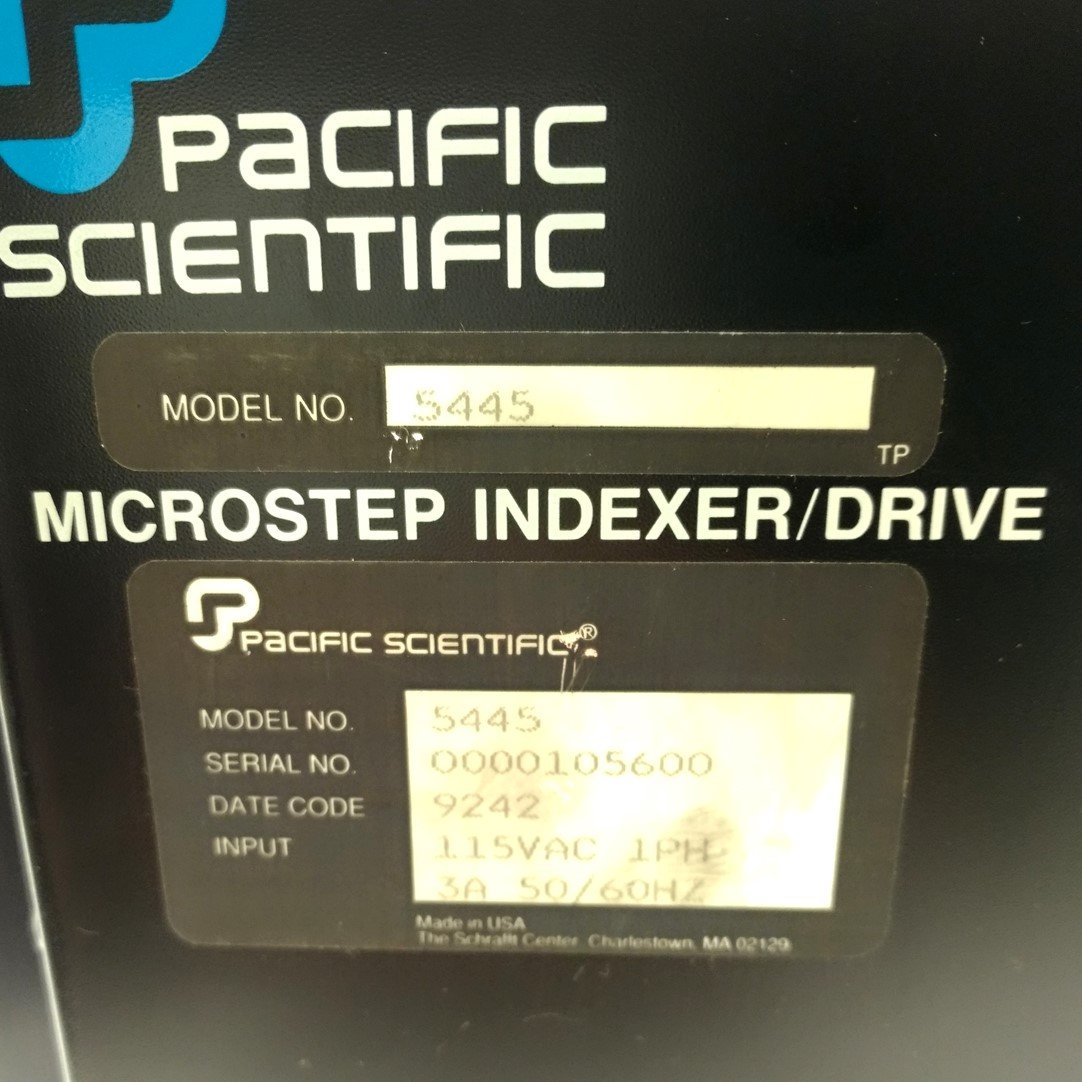 PACIFIC
SCIENTIFIC
MODEL NO. 5445
TP
MICROSTEP INDEXER/DRIVE
PACIFIC SCIENTIFIC®
MODEL NO. 5445
SERIAL NO. 0000105600
DATE CODE 9242
INPUT 115VAC 1PH
3A 50/60HZ
Made in USA
The Schrafft Center, Charlestown, MA 02129